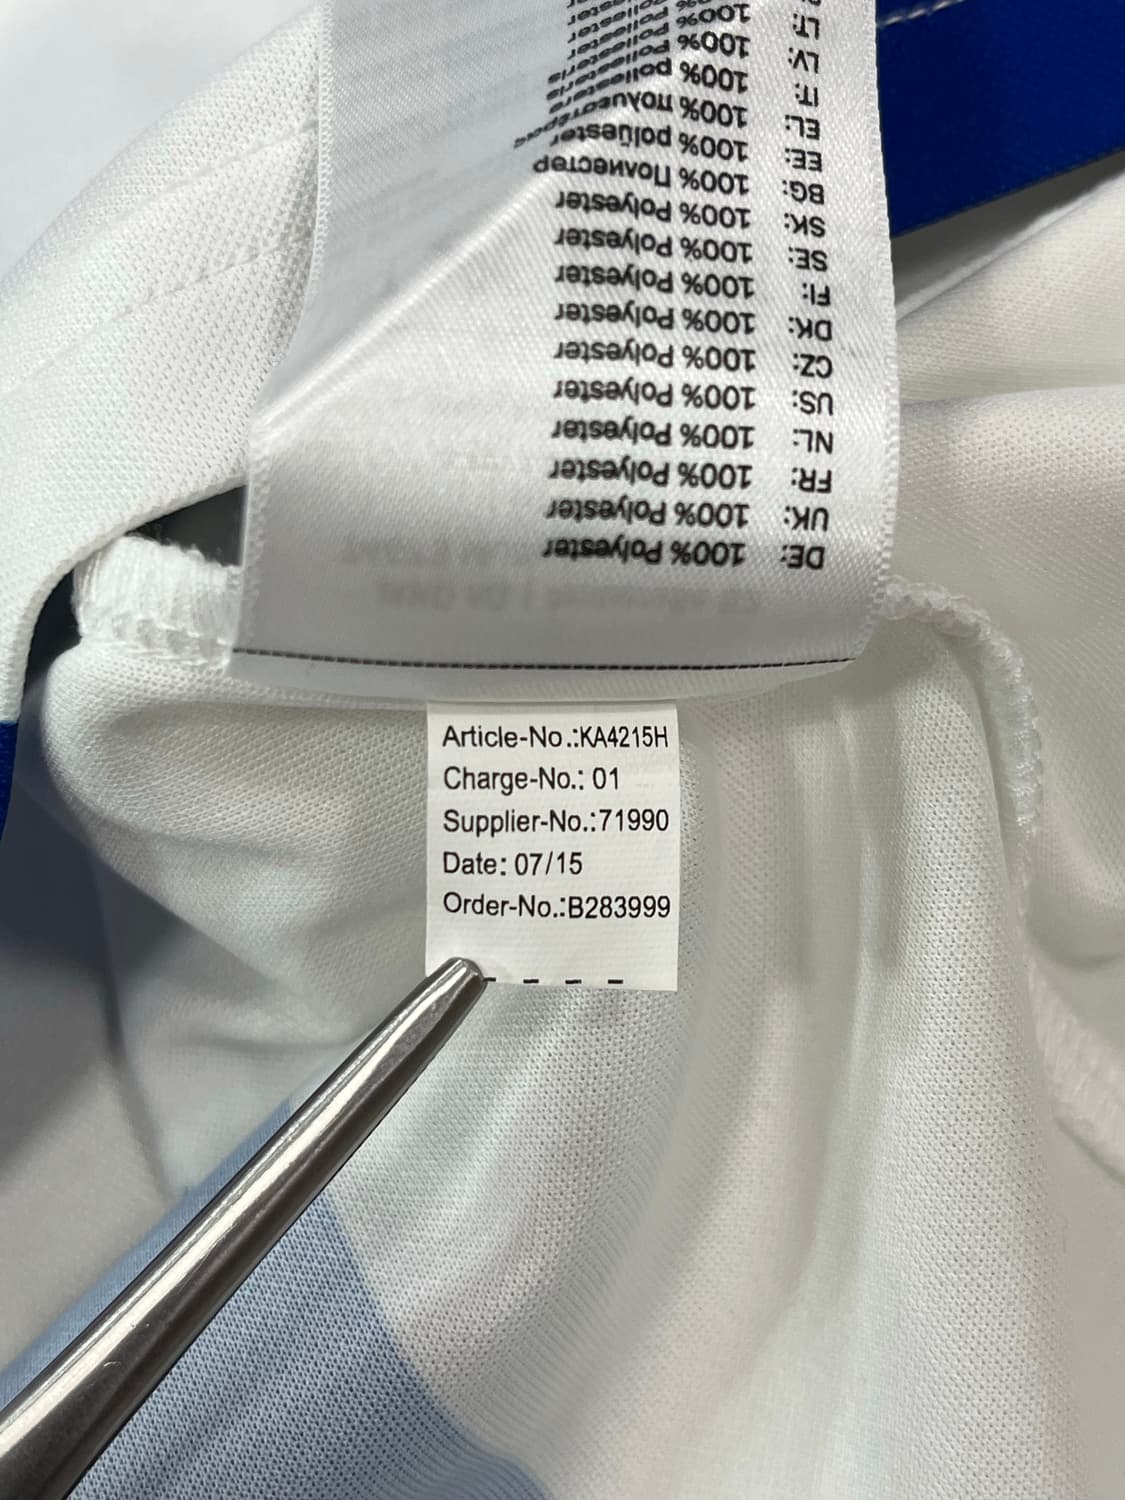 DE: 100% Polyester
UK: 100% Polyester
FR: 100% Polyester
NL: 100% Polyester
US: 100% Polyester
CZ: 100% Polyester
DK: 100% Polyester
FI: 100% Polyester
SE: 100% Polyester
SK: 100% Polyester
BG: 100% Полиестер
EE: 100% polüester
EL: 100% πολυεστέρας
IT: 100%
LV: 100%
LT: 100%
Article-No.:KA4215H
Charge-No.: 01
Supplier-No.:71990
Date: 07/15
Order-No.:B283999